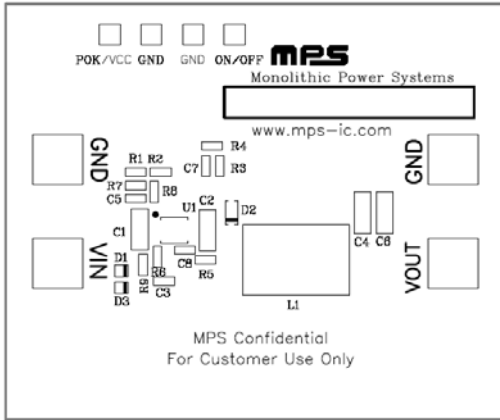 POK/VCC GND GND ON/OFF
MPS
Monolithic Power Systems
www.mps-ic.com
GND
GND
R4
R1 R2
C7 R3
R7
R8
C5
U1
C2
D2
C1
C4 C6
VIN
VOUT
D1
R6
C8
R5
D3
R9
C3
L1
MPS Confidential
For Customer Use Only